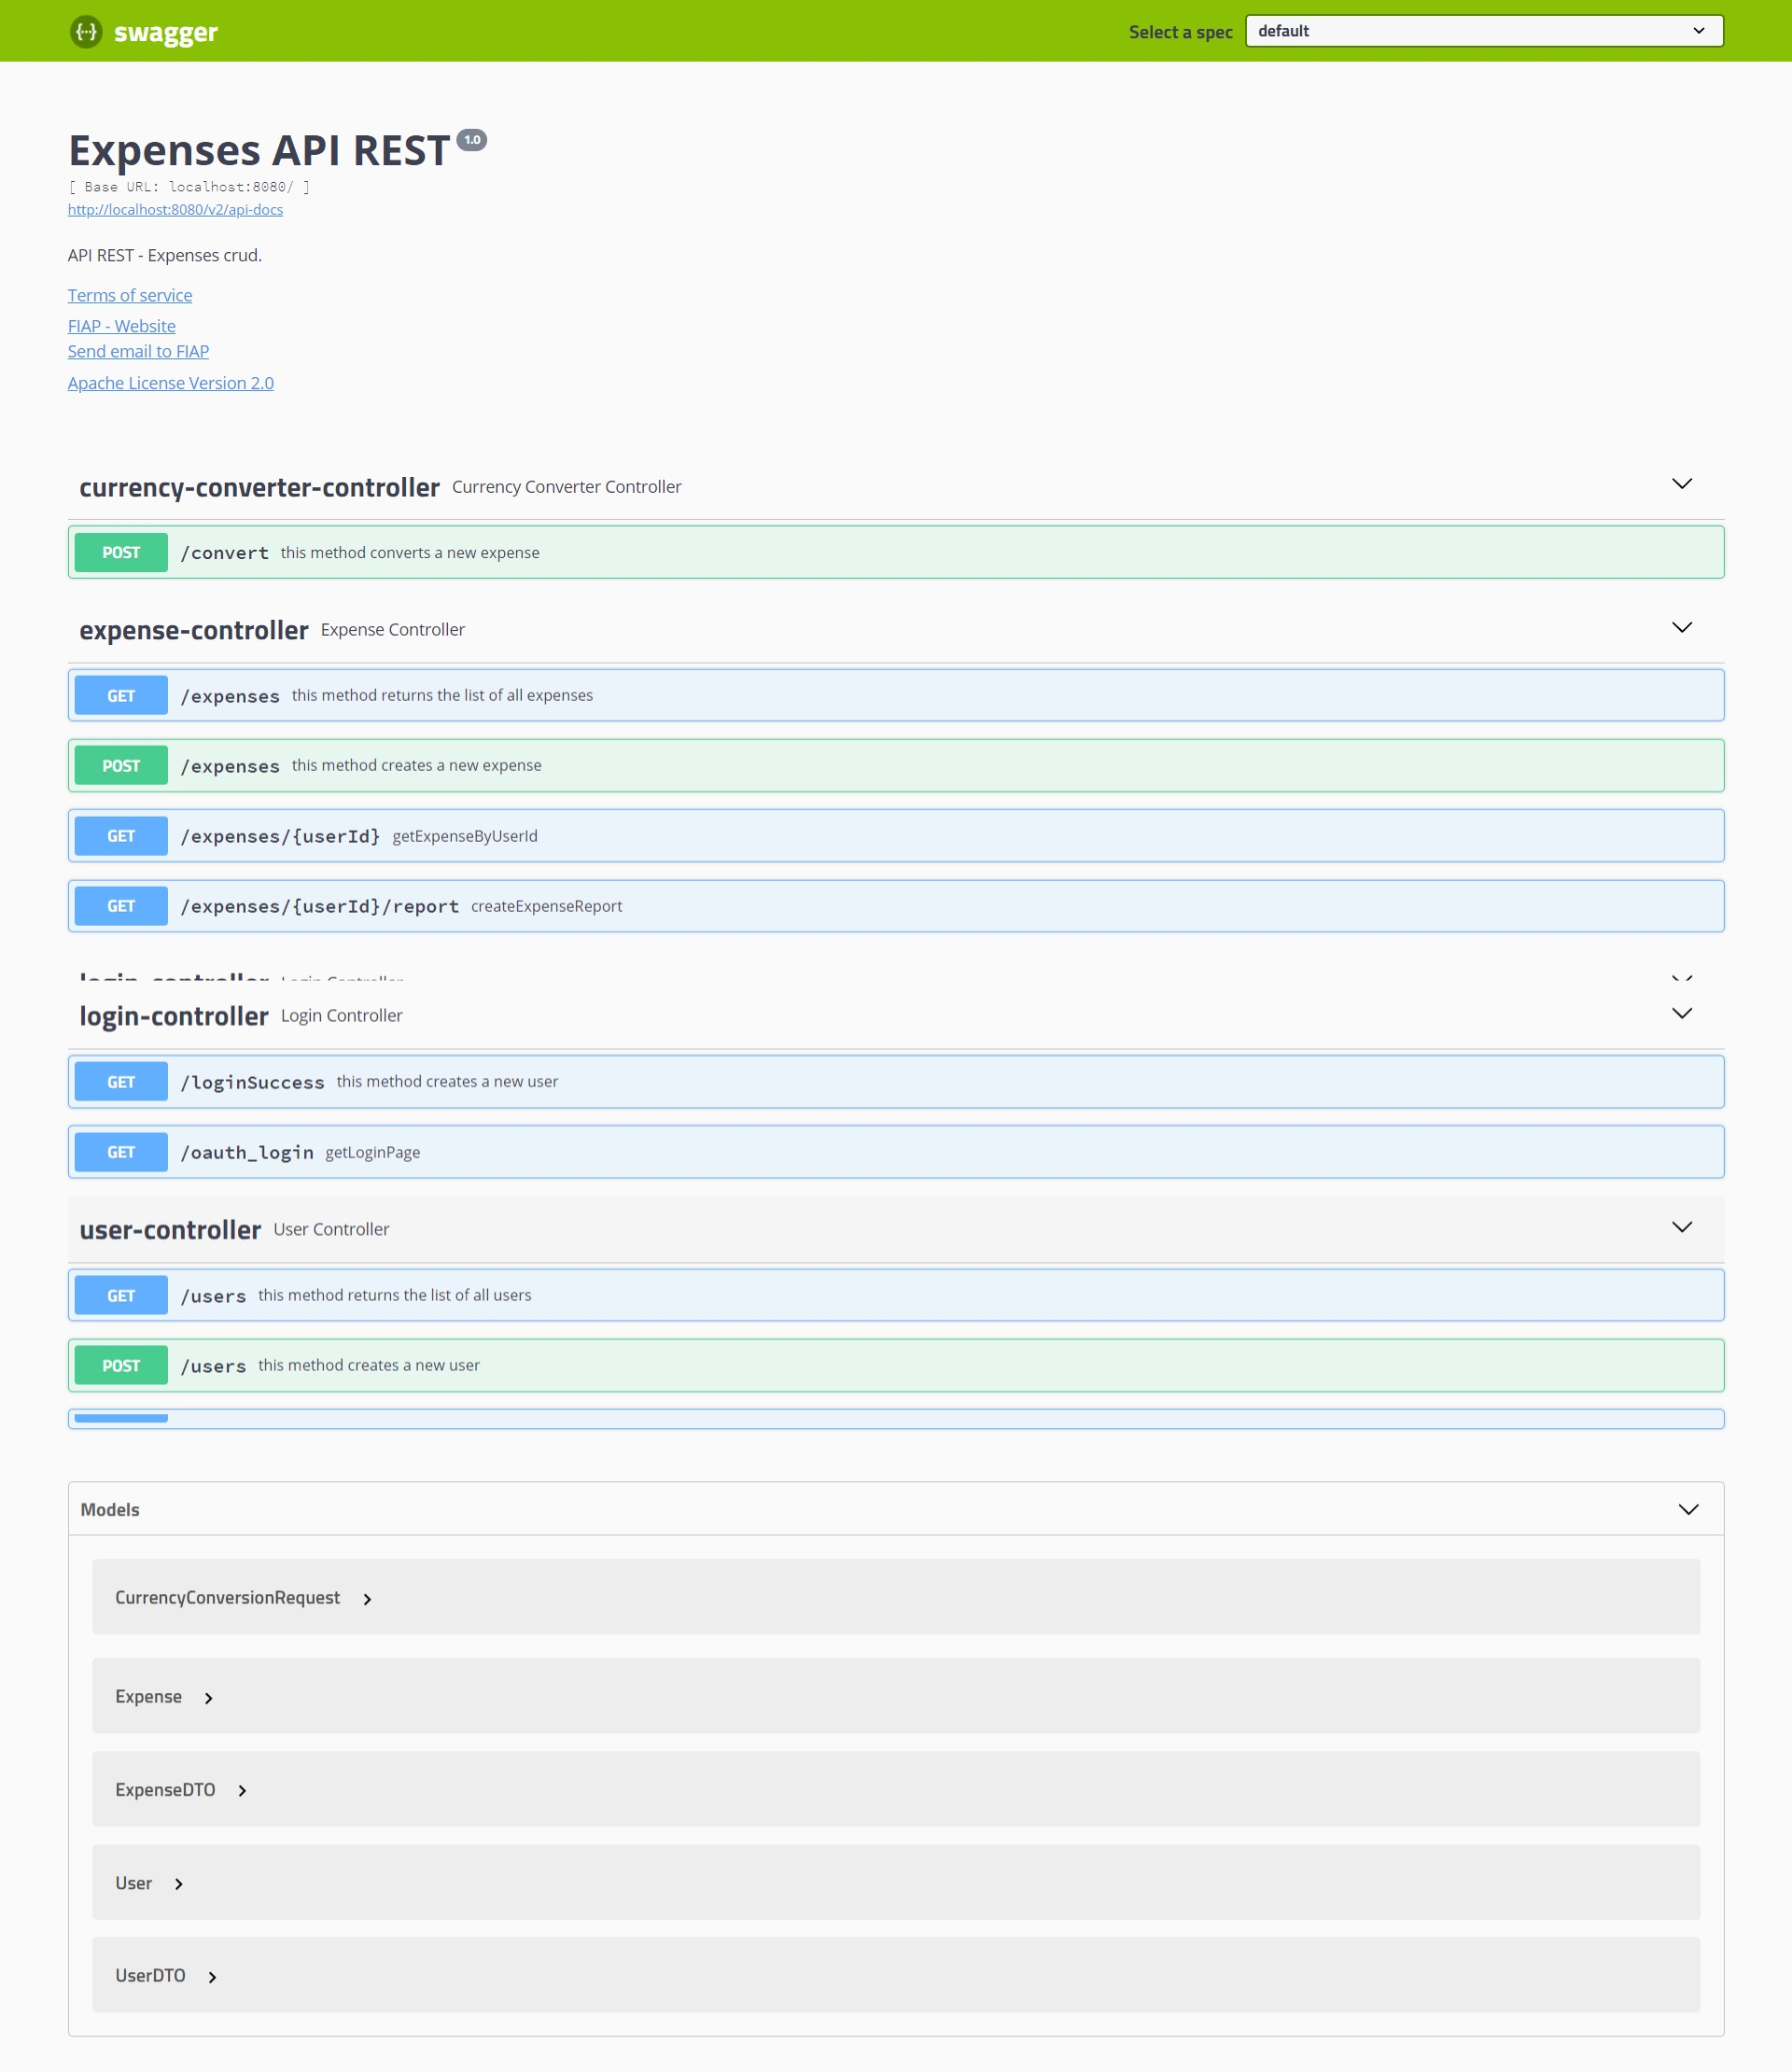 {···} swagger
Select a spec
default
Expenses API REST 1.0
[ Base URL: localhost:8080/ ]
http://localhost:8080/v2/api-docs
API REST - Expenses crud.
Terms of service
FIAP - Website
Send email to FIAP
Apache License Version 2.0
currency-converter-controller Currency Converter Controller
POST /convert this method converts a new expense
expense-controller Expense Controller
GET /expenses this method returns the list of all expenses
POST /expenses this method creates a new expense
GET /expenses/{userId} getExpenseByUserId
GET /expenses/{userId}/report createExpenseReport
login-controller Login Controller
login-controller Login Controller
GET /loginSuccess this method creates a new user
GET /oauth_login getLoginPage
user-controller User Controller
GET /users this method returns the list of all users
POST /users this method creates a new user
Models
CurrencyConversionRequest
Expense
ExpenseDTO
User
UserDTO